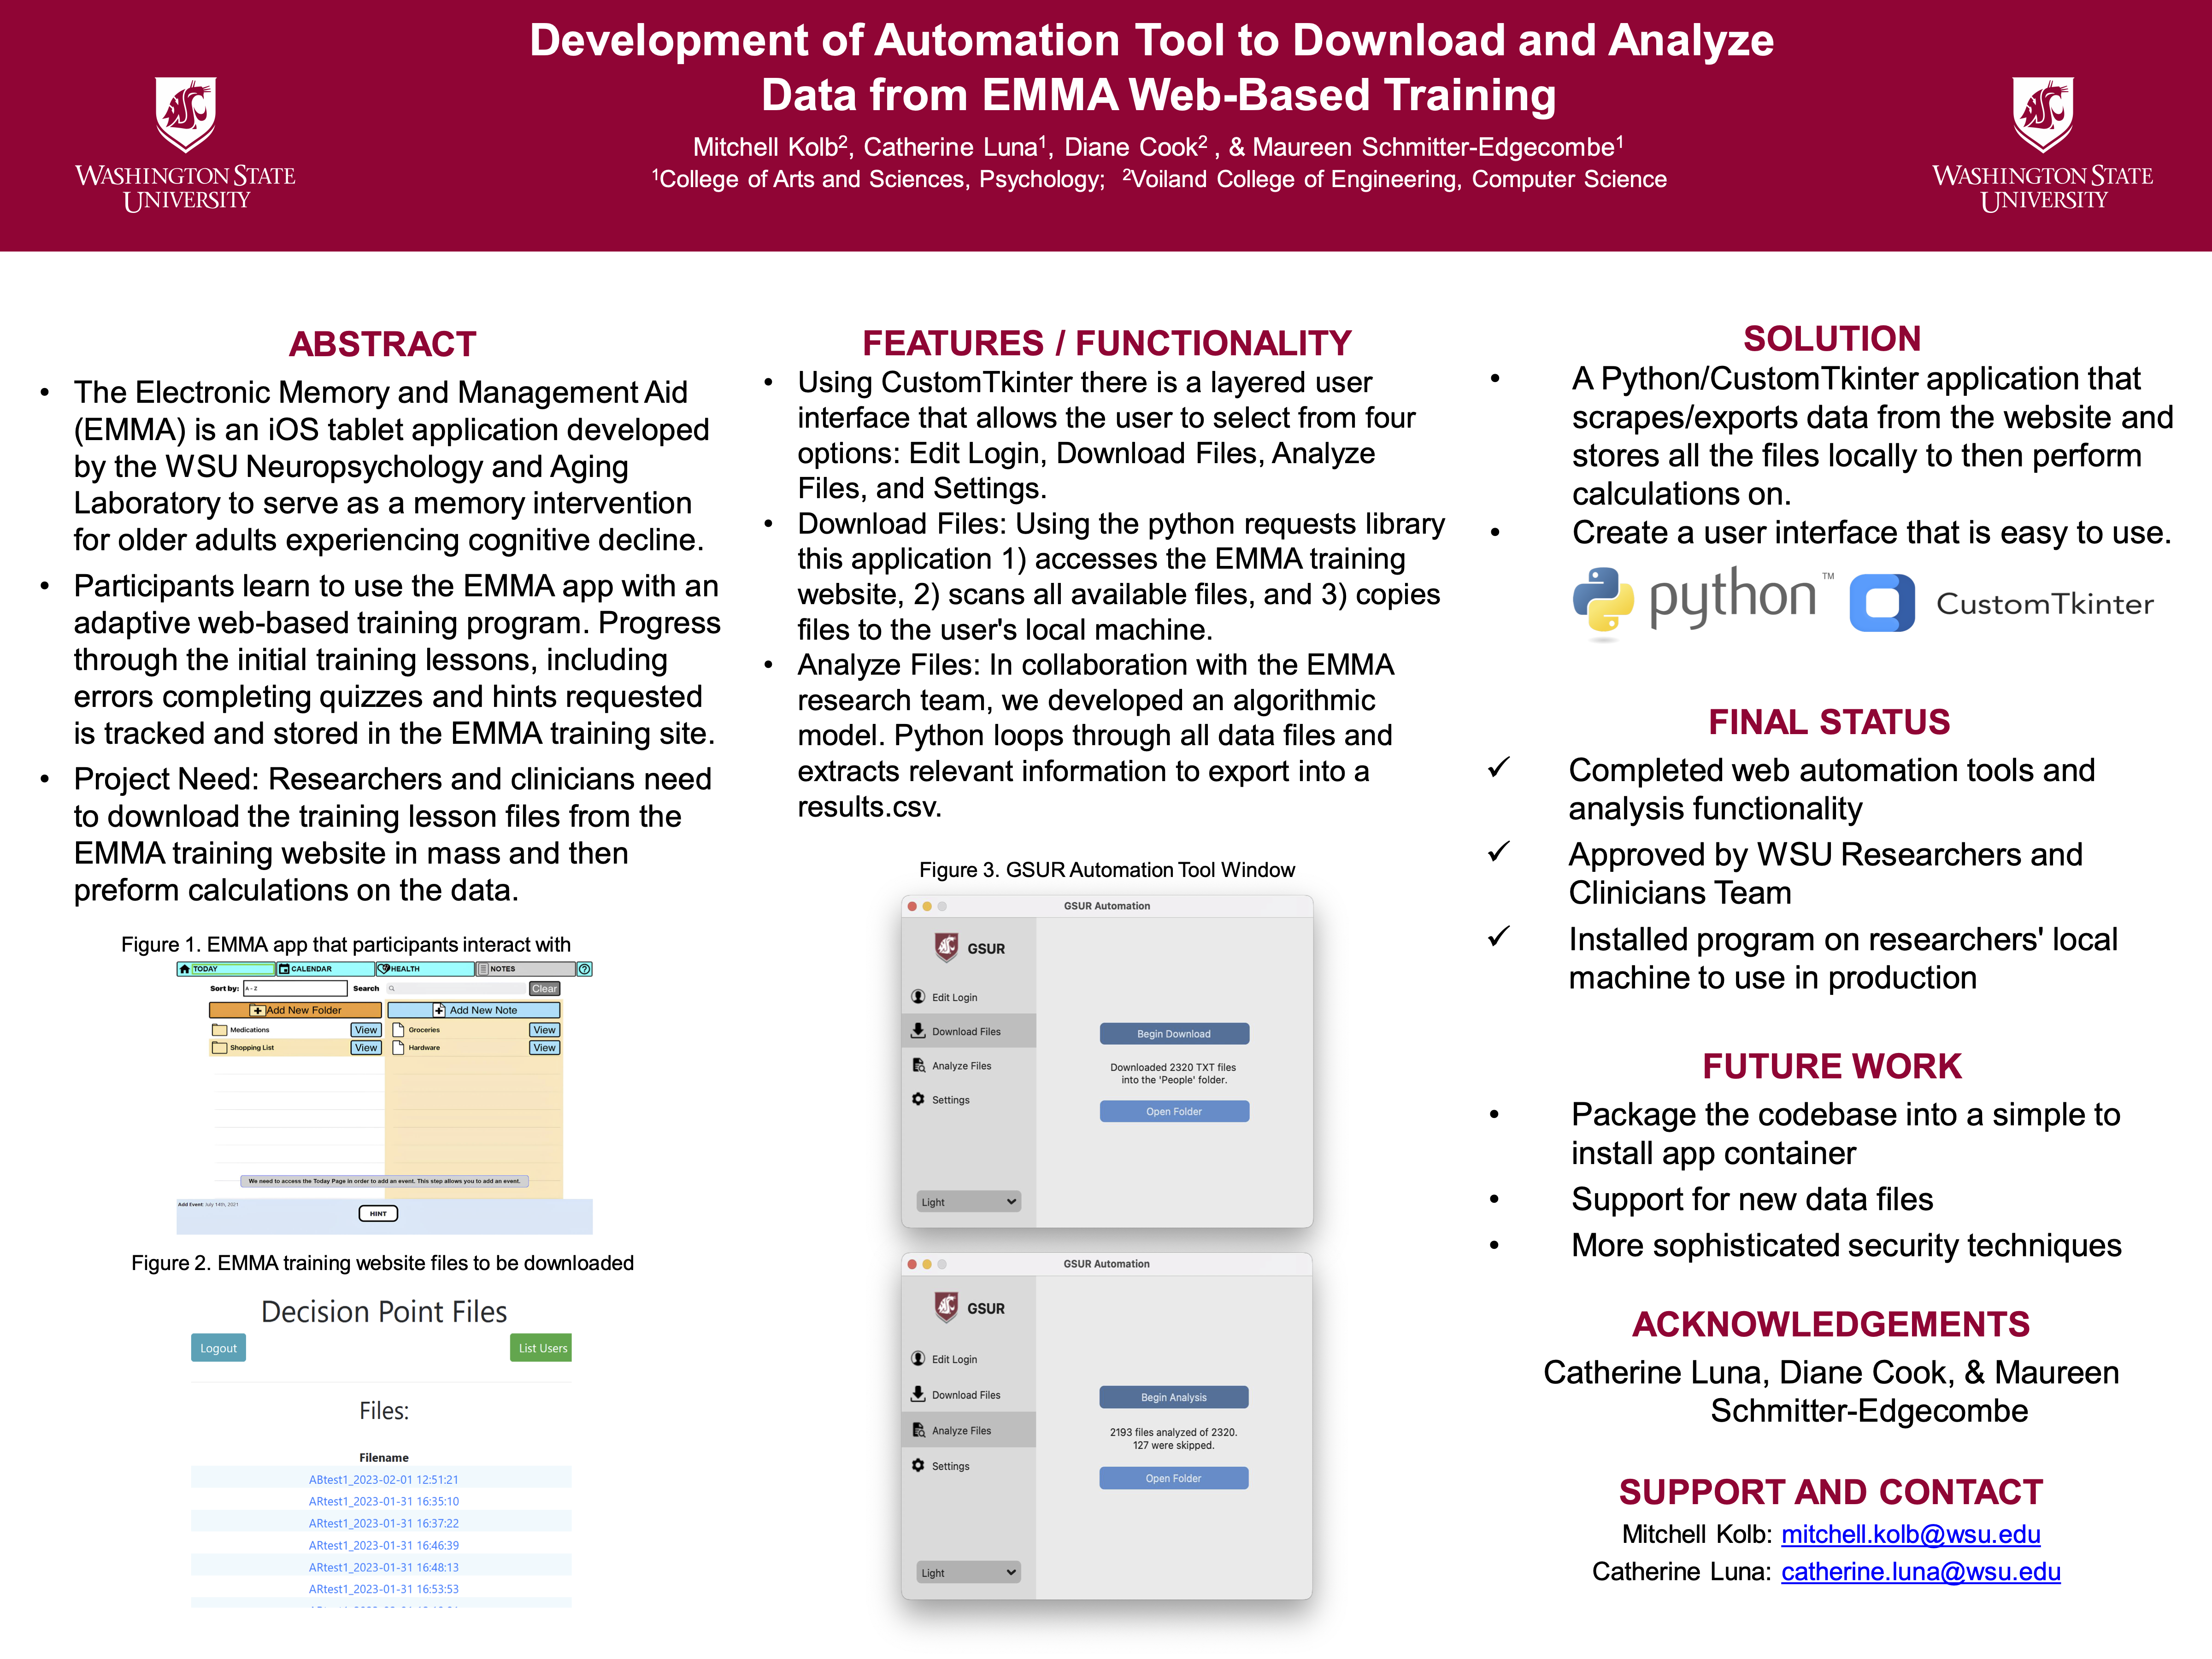 Development of Automation Tool to Download and Analyze
Data from EMMA Web-Based Training
Mitchell Kolb2, Catherine Luna1, Diane Cook2 , & Maureen Schmitter-Edgecombe1
1College of Arts and Sciences, Psychology; 2Voiland College of Engineering, Computer Science
WASHINGTON STATE
UNIVERSITY
WASHINGTON STATE
UNIVERSITY
ABSTRACT
• The Electronic Memory and Management Aid
(EMMA) is an iOS tablet application developed
by the WSU Neuropsychology and Aging
Laboratory to serve as a memory intervention
for older adults experiencing cognitive decline.
• Participants learn to use the EMMA app with an
adaptive web-based training program. Progress
through the initial training lessons, including
errors completing quizzes and hints requested
is tracked and stored in the EMMA training site.
• Project Need: Researchers and clinicians need
to download the training lesson files from the
EMMA training website in mass and then
preform calculations on the data.
Figure 1. EMMA app that participants interact with
TODAY CALENDAR HEALTH NOTES ?
Sort by: A - Z Search Clear
Add New Folder Add New Note
Medications View Groceries View
Shopping List View Hardware View
We need to access the Today Page in order to add an event. This step allows you to add an event.
Add Event: July 14th, 2021
HINT
Figure 2. EMMA training website files to be downloaded
Decision Point Files
Logout List Users
Files:
Filename
ABtest1_2023-02-01 12:51:21
ARtest1_2023-01-31 16:35:10
ARtest1_2023-01-31 16:37:22
ARtest1_2023-01-31 16:46:39
ARtest1_2023-01-31 16:48:13
ARtest1_2023-01-31 16:53:53
FEATURES / FUNCTIONALITY
• Using CustomTkinter there is a layered user
interface that allows the user to select from four
options: Edit Login, Download Files, Analyze
Files, and Settings.
• Download Files: Using the python requests library
this application 1) accesses the EMMA training
website, 2) scans all available files, and 3) copies
files to the user's local machine.
• Analyze Files: In collaboration with the EMMA
research team, we developed an algorithmic
model. Python loops through all data files and
extracts relevant information to export into a
results.csv.
Figure 3. GSUR Automation Tool Window
GSUR Automation
GSUR
Edit Login
Download Files
Analyze Files
Settings
Light
Begin Download
Downloaded 2320 TXT files
into the 'People' folder.
Open Folder
GSUR Automation
GSUR
Edit Login
Download Files
Analyze Files
Settings
Light
Begin Analysis
2193 files analyzed of 2320.
127 were skipped.
Open Folder
SOLUTION
• A Python/CustomTkinter application that
scrapes/exports data from the website and
stores all the files locally to then perform
calculations on.
• Create a user interface that is easy to use.
python™ CustomTkinter
FINAL STATUS
✓ Completed web automation tools and
analysis functionality
✓ Approved by WSU Researchers and
Clinicians Team
✓ Installed program on researchers' local
machine to use in production
FUTURE WORK
• Package the codebase into a simple to
install app container
• Support for new data files
• More sophisticated security techniques
ACKNOWLEDGEMENTS
Catherine Luna, Diane Cook, & Maureen
Schmitter-Edgecombe
SUPPORT AND CONTACT
Mitchell Kolb: mitchell.kolb@wsu.edu
Catherine Luna: catherine.luna@wsu.edu